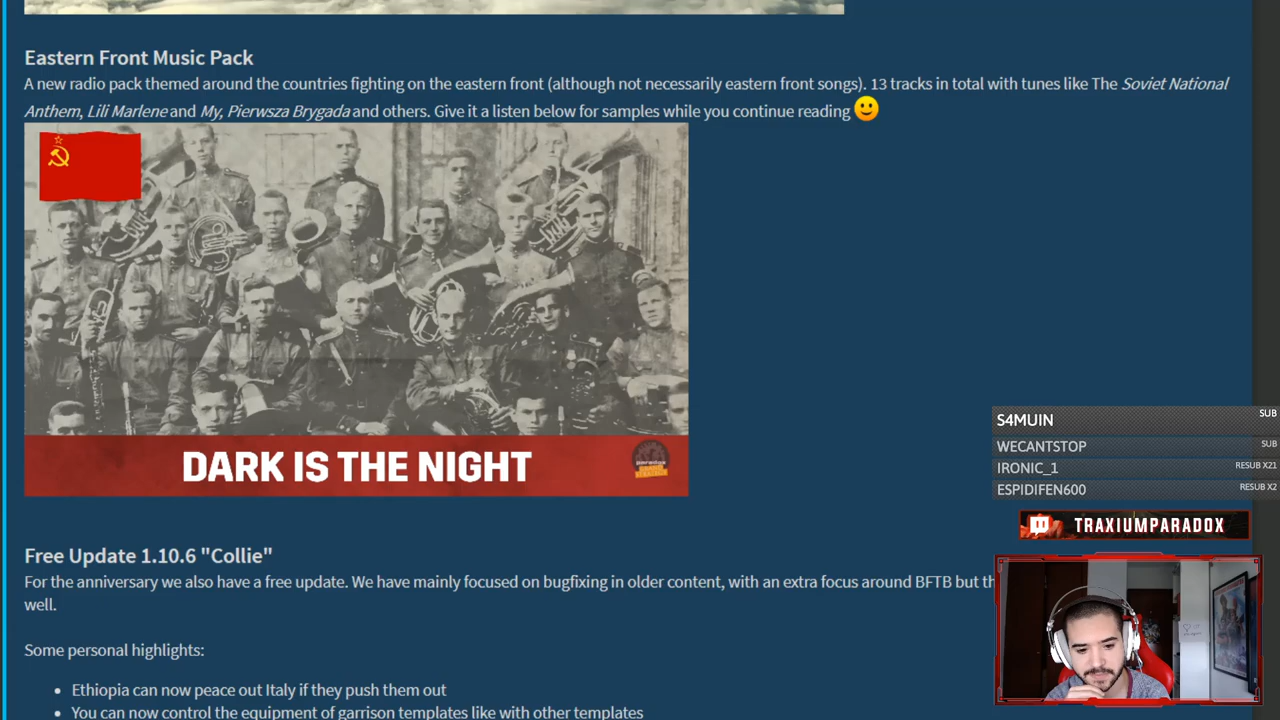 Eastern Front Music Pack
A new radio pack themed around the countries fighting on the eastern front (although not necessarily eastern front songs). 13 tracks in total with tunes like The Soviet National
Anthem, Lili Marlene and My, Pierwsza Brygada and others. Give it a listen below for samples while you continue reading
DARK IS THE NIGHT
S4MUIN SUB
WECANTSTOP SUB
IRONIC_1 RESUB X21
ESPIDIFEN600 RESUB X2
TRAXIUMPARADOX
Free Update 1.10.6 "Collie"
For the anniversary we also have a free update. We have mainly focused on bugfixing in older content, with an extra focus around BFTB but th
well.
Some personal highlights:
• Ethiopia can now peace out Italy if they push them out
• You can now control the equipment of garrison templates like with other templates